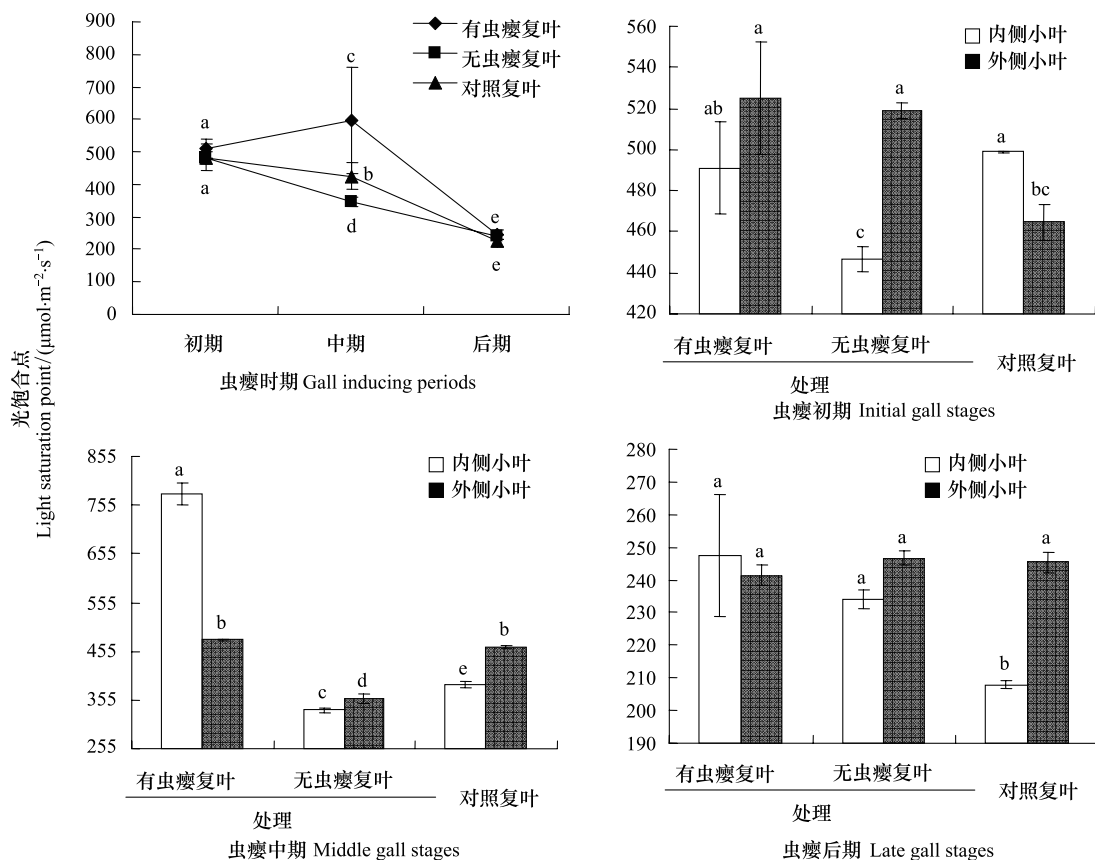 光饱合点
Light saturation point/(μmol·m⁻²·s⁻¹)
900
800
700
600
500
400
300
200
100
0
有虫瘿复叶
无虫瘿复叶
对照复叶
a
a
c
b
d
e
e
初期 中期 后期
虫瘿时期 Gall inducing periods
560
540
520
500
480
460
440
420
内侧小叶
外侧小叶
ab a c a a bc
有虫瘿复叶 无虫瘿复叶 对照复叶
处理
虫瘿初期 Initial gall stages
855
755
655
555
455
355
255
内侧小叶
外侧小叶
a b c d e b
有虫瘿复叶 无虫瘿复叶 对照复叶
处理
虫瘿中期 Middle gall stages
280
270
260
250
240
230
220
210
200
190
内侧小叶
外侧小叶
a a a a b a
有虫瘿复叶 无虫瘿复叶 对照复叶
处理
虫瘿后期 Late gall stages